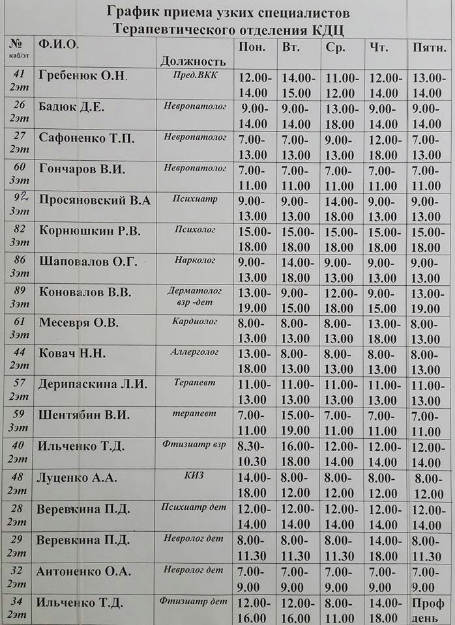 График приема узких специалистов
Терапевтического отделения КДЦ
№ каб/эт Ф.И.О. Должность Пон. Вт. Ср. Чт. Пятн.
41 2эт Гребенюк О.Н. Пред.ВКК 12.00-14.00 14.00-15.00 11.00-12.00 12.00-14.00 13.00-14.00
26 2эт Бадюк Д.Е. Невропатолог 9.00-14.00 9.00-14.00 13.00-18.00 9.00-14.00 9.00-14.00
27 2эт Сафоненко Т.П. Невропатолог 7.00-13.00 7.00-13.00 9.00-13.00 12.00-18.00 7.00-13.00
60 3эт Гончаров В.И. Невропатолог 7.00-11.00 7.00-11.00 7.00-11.00 7.00-11.00 7.00-11.00
92 3эт Просяновский В.А Психиатр 9.00-13.00 9.00-13.00 14.00-18.00 9.00-13.00 9.00-13.00
82 3эт Корнюшкин Р.В. Психолог 15.00-18.00 15.00-18.00 15.00-18.00 15.00-18.00 15.00-18.00
86 3эт Шаповалов О.Г. Нарколог 9.00-13.00 14.00-18.00 9.00-13.00 9.00-13.00 9.00-13.00
89 3эт Коновалов В.В. Дерматолог взр -дет 13.00-19.00 9.00-15.00 12.00-18.00 9.00-15.00 13.00-19.00
61 3эт Месевря О.В. Кардиолог 8.00-13.00 8.00-13.00 8.00-13.00 13.00-18.00 8.00-13.00
44 2эт Ковач Н.Н. Аллерголог 13.00-18.00 8.00-13.00 8.00-13.00 8.00-13.00 8.00-13.00
57 2эт Дерипаскина Л.И. Терапевт 11.00-13.00 11.00-13.00 11.00-13.00 11.00-13.00 11.00-13.00
59 3эт Шентябин В.И. терапевт 7.00-11.00 15.00-19.00 7.00-11.00 7.00-11.00 7.00-11.00
40 2эт Ильченко Т.Д. Фтизиатр взр 8.30-10.30 16.00-18.00 12.00-14.00 12.00-14.00 12.00-14.00
48 2эт Луценко А.А. КИЗ 14.00-18.00 8.00-12.00 8.00-12.00 8.00-12.00 8.00-12.00
28 2эт Веревкина П.Д. Психиатр дет 12.00-14.00 12.00-14.00 12.00-14.00 12.00-14.00 12.00-14.00
29 2эт Веревкина П.Д. Невролог дет 8.00-11.30 8.00-11.30 8.00-11.30 14.00-18.00 8.00-11.30
32 2эт Антоненко О.А. Невролог дет 7.00-9.00 7.00-9.00 7.00-9.00 7.00-9.00 7.00-9.00
34 2эт Ильченко Т.Д. Фтизиатр дет 12.00-16.00 12.00-16.00 8.00-11.00 14.00-18.00 Проф день